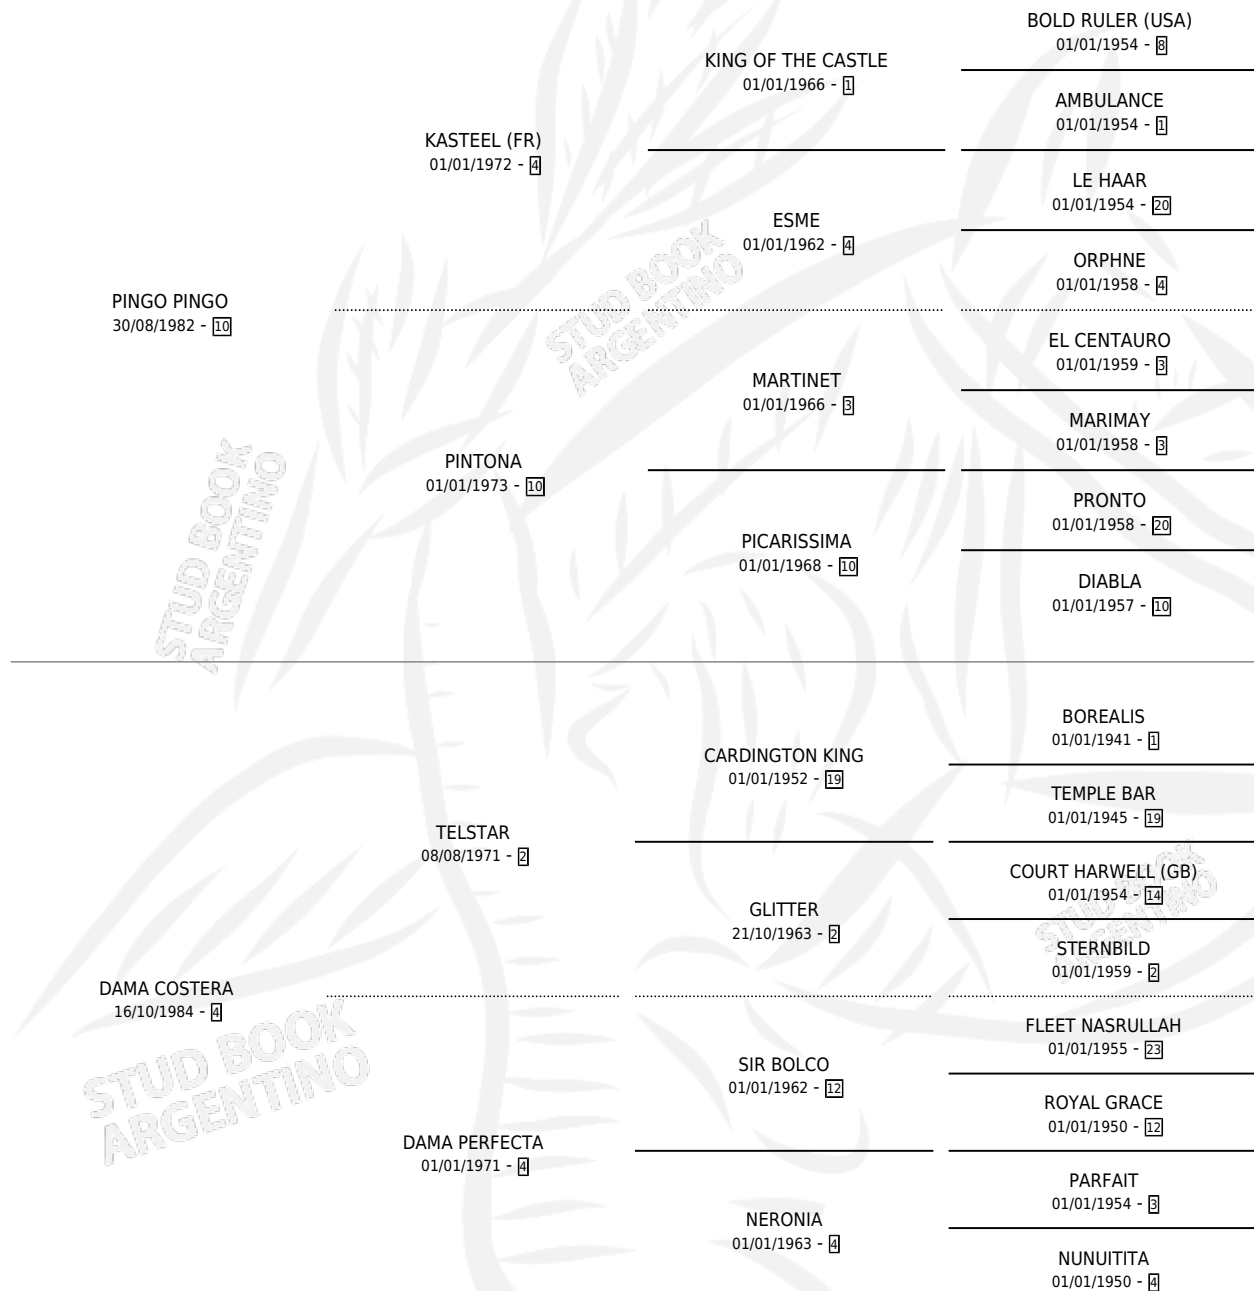 BOLD RULER (USA)
01/01/1954 - 8
KING OF THE CASTLE
01/01/1966 - 1
AMBULANCE
01/01/1954 - 1
KASTEEL (FR)
01/01/1972 - 4
LE HAAR
01/01/1954 - 20
ESME
01/01/1962 - 4
ORPHNE
01/01/1958 - 4
PINGO PINGO
30/08/1982 - 10
EL CENTAURO
01/01/1959 - 3
MARTINET
01/01/1966 - 3
MARIMAY
01/01/1958 - 3
PINTONA
01/01/1973 - 10
PRONTO
01/01/1958 - 20
PICARISSIMA
01/01/1968 - 10
DIABLA
01/01/1957 - 10
STUD BOOK
ARGENTINO
STUD BOOK
ARGENTINO
BOREALIS
01/01/1941 - 1
CARDINGTON KING
01/01/1952 - 19
TEMPLE BAR
01/01/1945 - 19
TELSTAR
08/08/1971 - 2
COURT HARWELL (GB)
01/01/1954 - 14
GLITTER
21/10/1963 - 2
STERNBILD
01/01/1959 - 2
STUD BOOK
ARGENTINO
DAMA COSTERA
16/10/1984 - 4
STUD BOOK
ARGENTINO
FLEET NASRULLAH
01/01/1955 - 23
SIR BOLCO
01/01/1962 - 12
ROYAL GRACE
01/01/1950 - 12
DAMA PERFECTA
01/01/1971 - 4
PARFAIT
01/01/1954 - 3
NERONIA
01/01/1963 - 4
NUNUITITA
01/01/1950 - 4